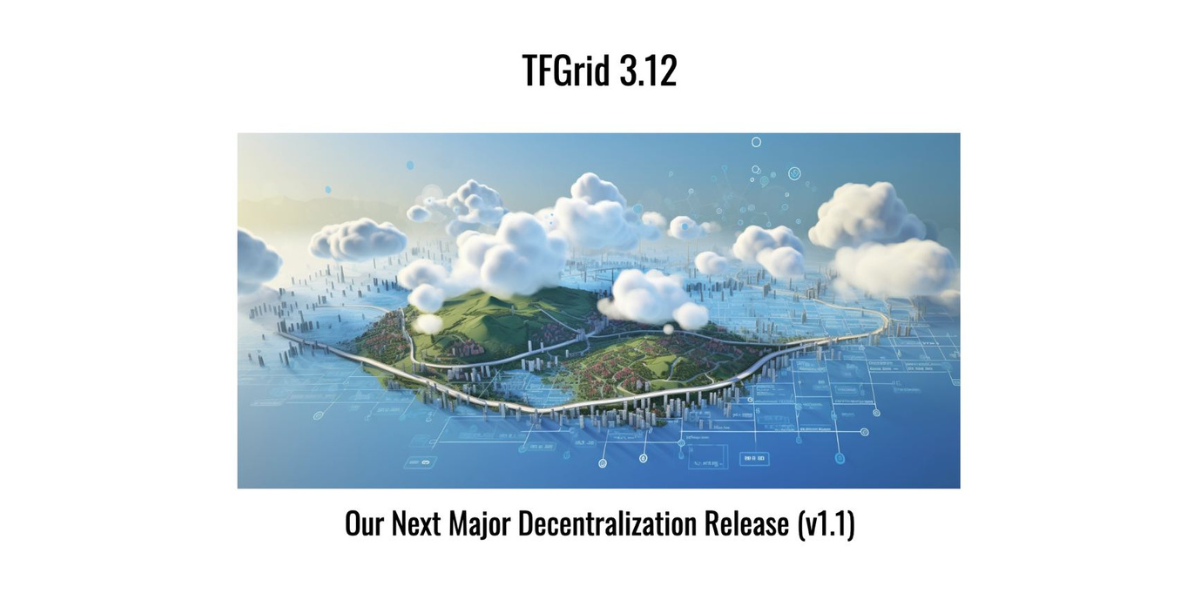 TFGrid 3.12
Our Next Major Decentralization Release (v1.1)